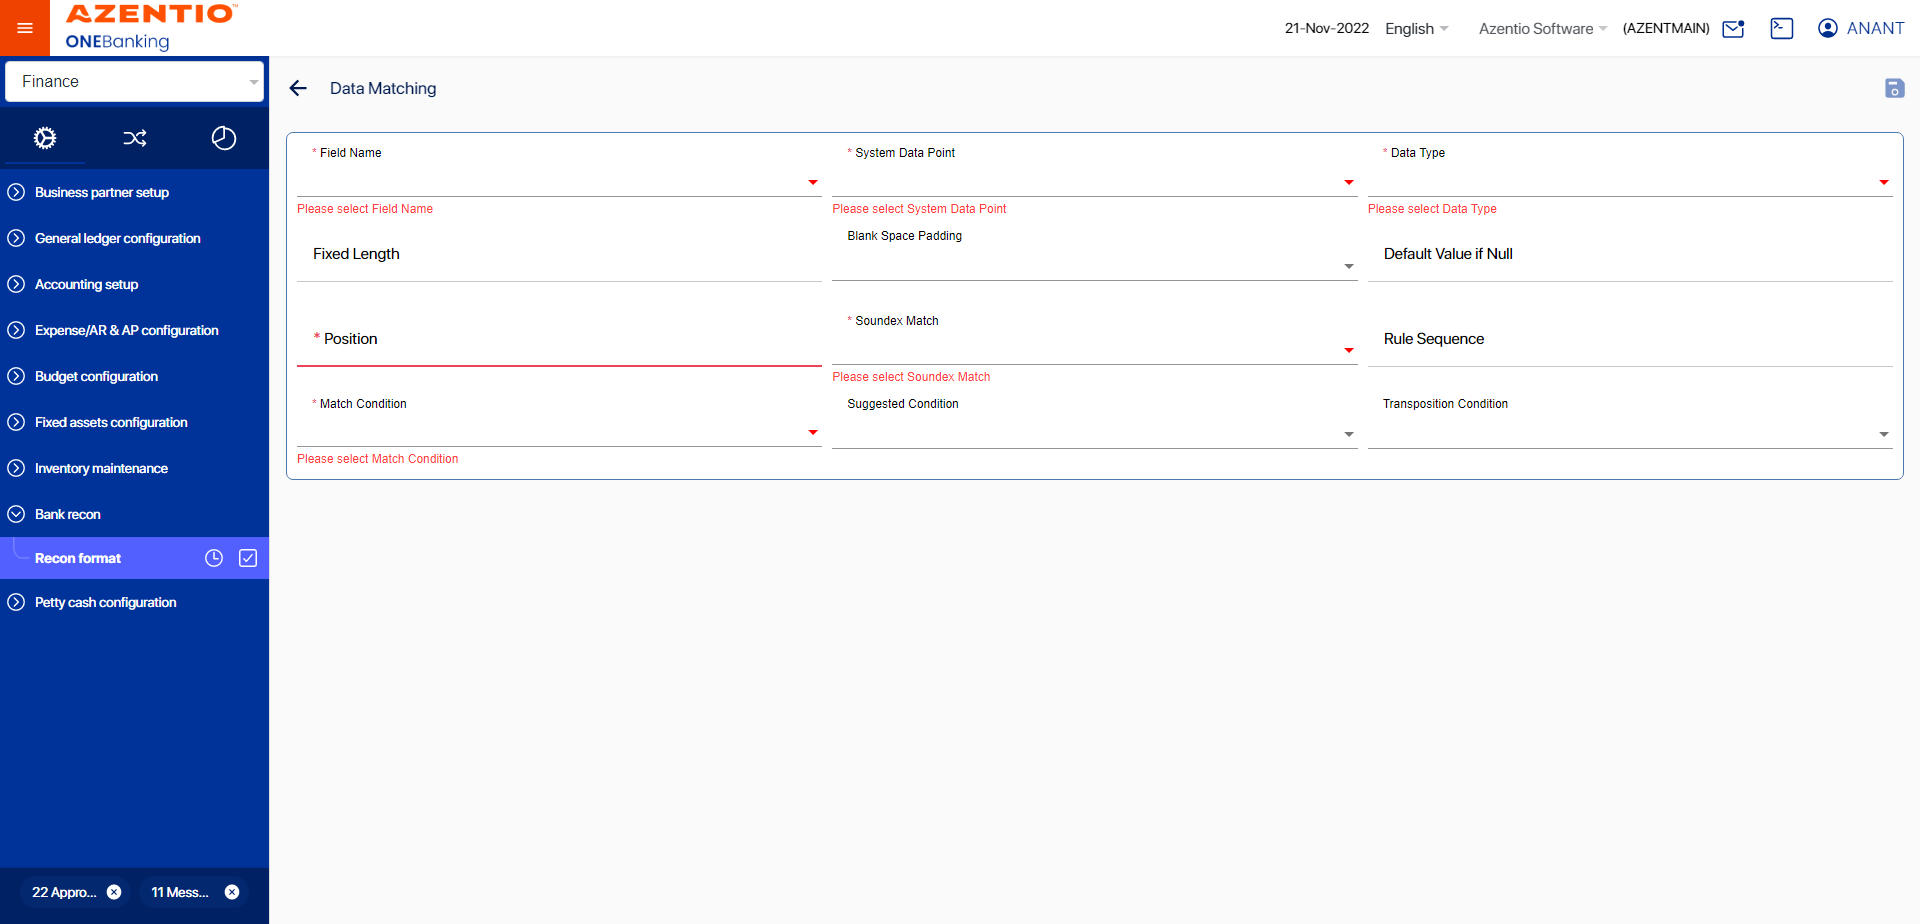 AZENTIO™
ONEBanking
21-Nov-2022 English Azentio Software (AZENTMAIN) ANANT
Finance
Business partner setup
General ledger configuration
Accounting setup
Expense/AR & AP configuration
Budget configuration
Fixed assets configuration
Inventory maintenance
Bank recon
Recon format
Petty cash configuration
22 Appro...
11 Mess...
Data Matching
* Field Name
* System Data Point
* Data Type
Please select Field Name
Please select System Data Point
Please select Data Type
Fixed Length
Blank Space Padding
Default Value if Null
* Position
* Soundex Match
Rule Sequence
Please select Soundex Match
* Match Condition
Suggested Condition
Transposition Condition
Please select Match Condition